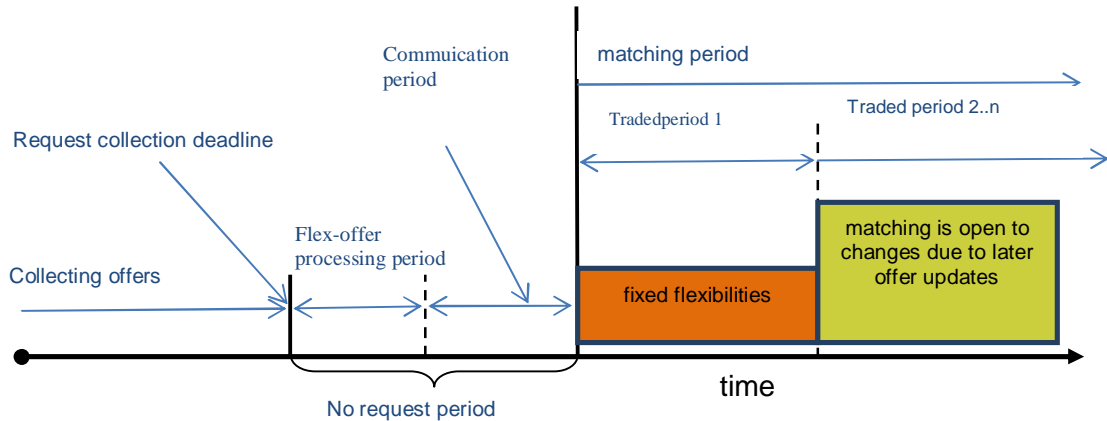 Commuication
period
matching period
Tradedperiod 1
Traded period 2..n
Request collection deadline
Flex-offer
processing period
Collecting offers
fixed flexibilities
matching is open to
changes due to later
offer updates
time
No request period